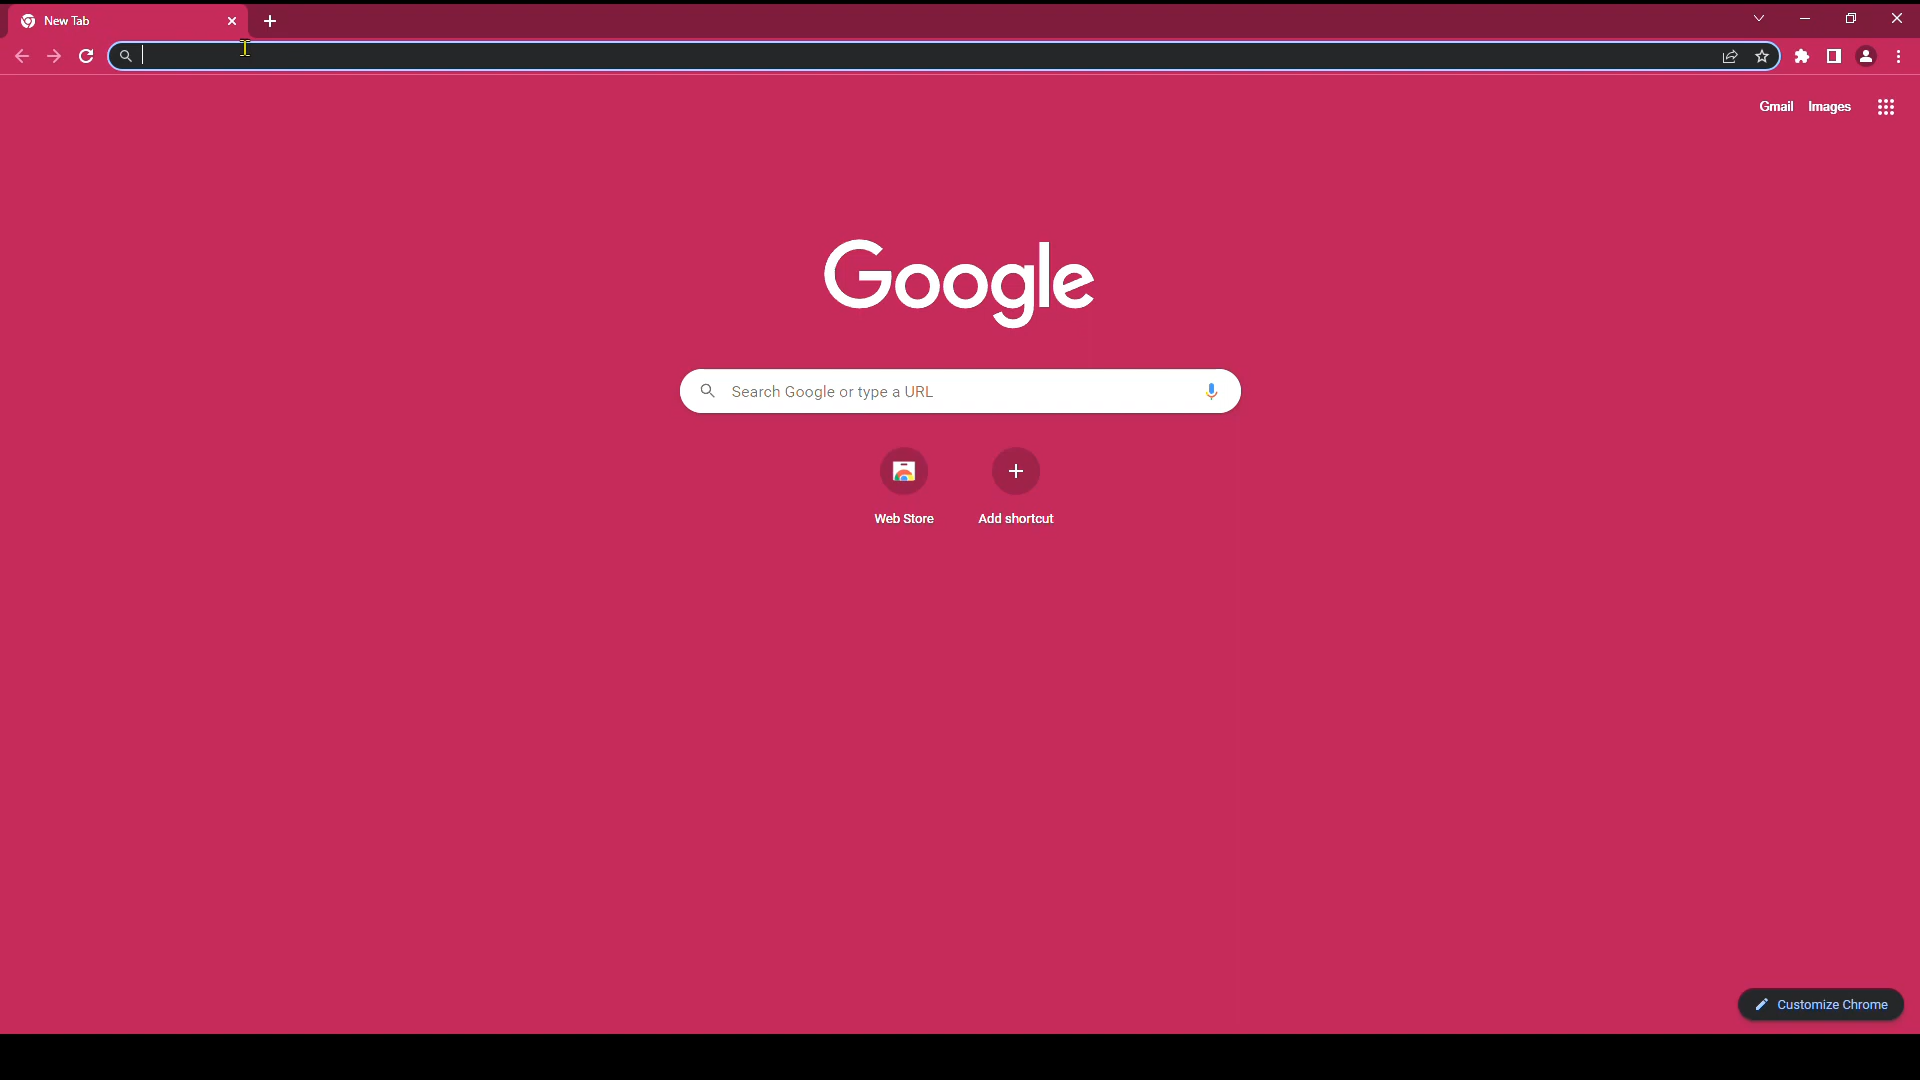 New Tab
Gmail Images
Google
Search Google or type a URL
Web Store Add shortcut
Customize Chrome